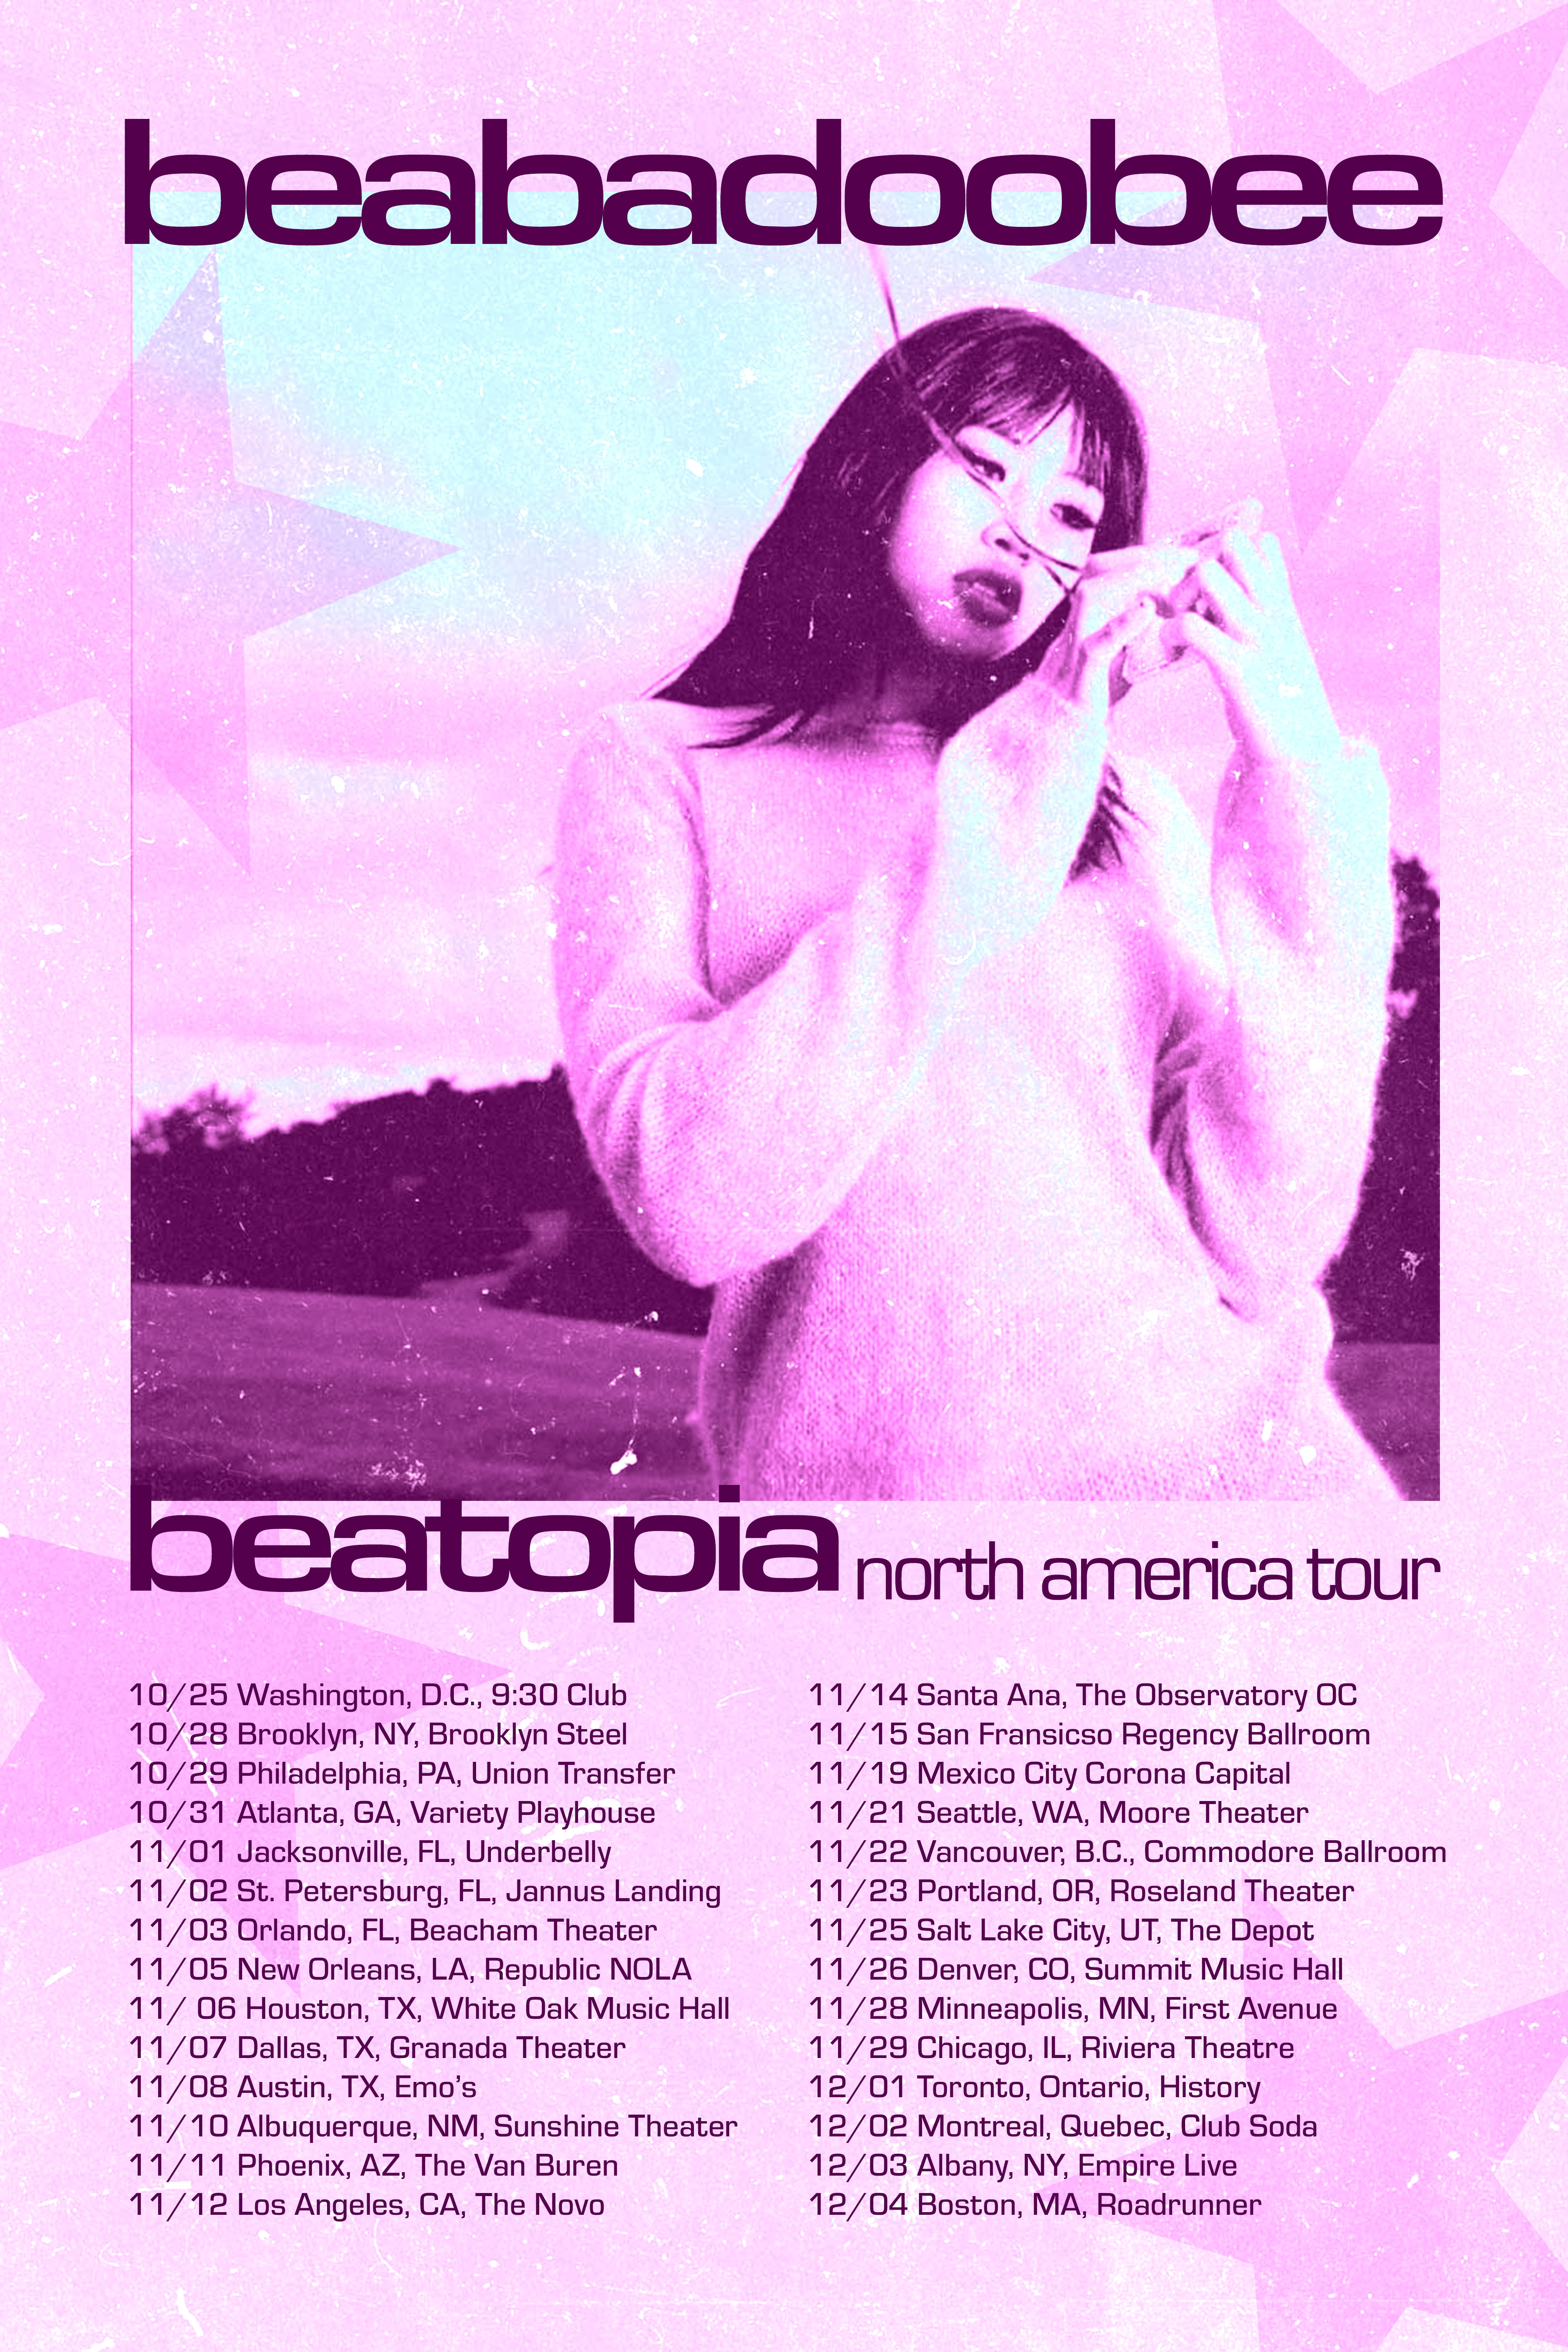 beabadoobee
beatopia north america tour
10/25 Washington, D.C., 9:30 Club
10/28 Brooklyn, NY, Brooklyn Steel
10/29 Philadelphia, PA, Union Transfer
10/31 Atlanta, GA, Variety Playhouse
11/01 Jacksonville, FL, Underbelly
11/02 St. Petersburg, FL, Jannus Landing
11/03 Orlando, FL, Beacham Theater
11/05 New Orleans, LA, Republic NOLA
11/ 06 Houston, TX, White Oak Music Hall
11/07 Dallas, TX, Granada Theater
11/08 Austin, TX, Emo's
11/10 Albuquerque, NM, Sunshine Theater
11/11 Phoenix, AZ, The Van Buren
11/12 Los Angeles, CA, The Novo
11/14 Santa Ana, The Observatory OC
11/15 San Fransicso Regency Ballroom
11/19 Mexico City Corona Capital
11/21 Seattle, WA, Moore Theater
11/22 Vancouver, B.C., Commodore Ballroom
11/23 Portland, OR, Roseland Theater
11/25 Salt Lake City, UT, The Depot
11/26 Denver, CO, Summit Music Hall
11/28 Minneapolis, MN, First Avenue
11/29 Chicago, IL, Riviera Theatre
12/01 Toronto, Ontario, History
12/02 Montreal, Quebec, Club Soda
12/03 Albany, NY, Empire Live
12/04 Boston, MA, Roadrunner